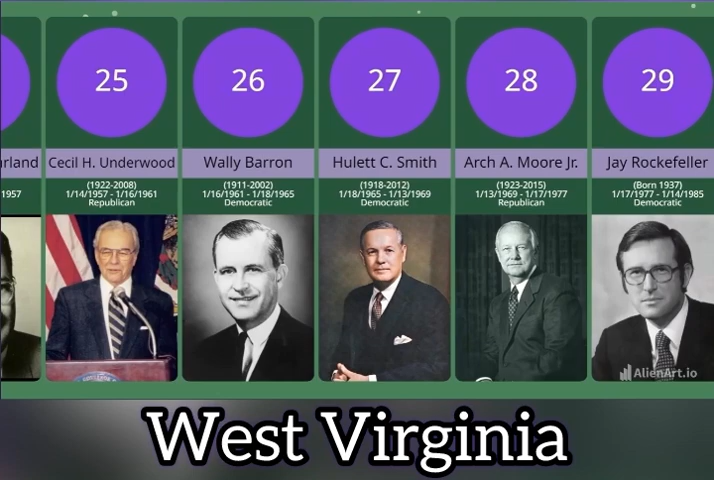 25
26
27
28
29
arland
Cecil H. Underwood
Wally Barron
Hulett C. Smith
Arch A. Moore Jr.
Jay Rockefeller
1957
(1922-2008)
1/14/1957 - 1/16/1961
Republican
(1911-2002)
1/16/1961 - 1/18/1965
Democratic
(1918-2012)
1/18/1965 - 1/13/1969
Democratic
(1923-2015)
1/13/1969 - 1/17/1977
Republican
(Born 1937)
1/17/1977 - 1/14/1985
Democratic
AlienArt.io
West Virginia